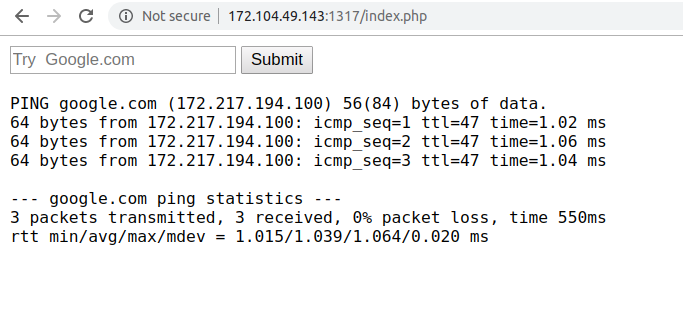 Not secure | 172.104.49.143:1317/index.php
Try  Google.com Submit
PING google.com (172.217.194.100) 56(84) bytes of data.
64 bytes from 172.217.194.100: icmp_seq=1 ttl=47 time=1.02 ms
64 bytes from 172.217.194.100: icmp_seq=2 ttl=47 time=1.06 ms
64 bytes from 172.217.194.100: icmp_seq=3 ttl=47 time=1.04 ms
--- google.com ping statistics ---
3 packets transmitted, 3 received, 0% packet loss, time 550ms
rtt min/avg/max/mdev = 1.015/1.039/1.064/0.020 ms